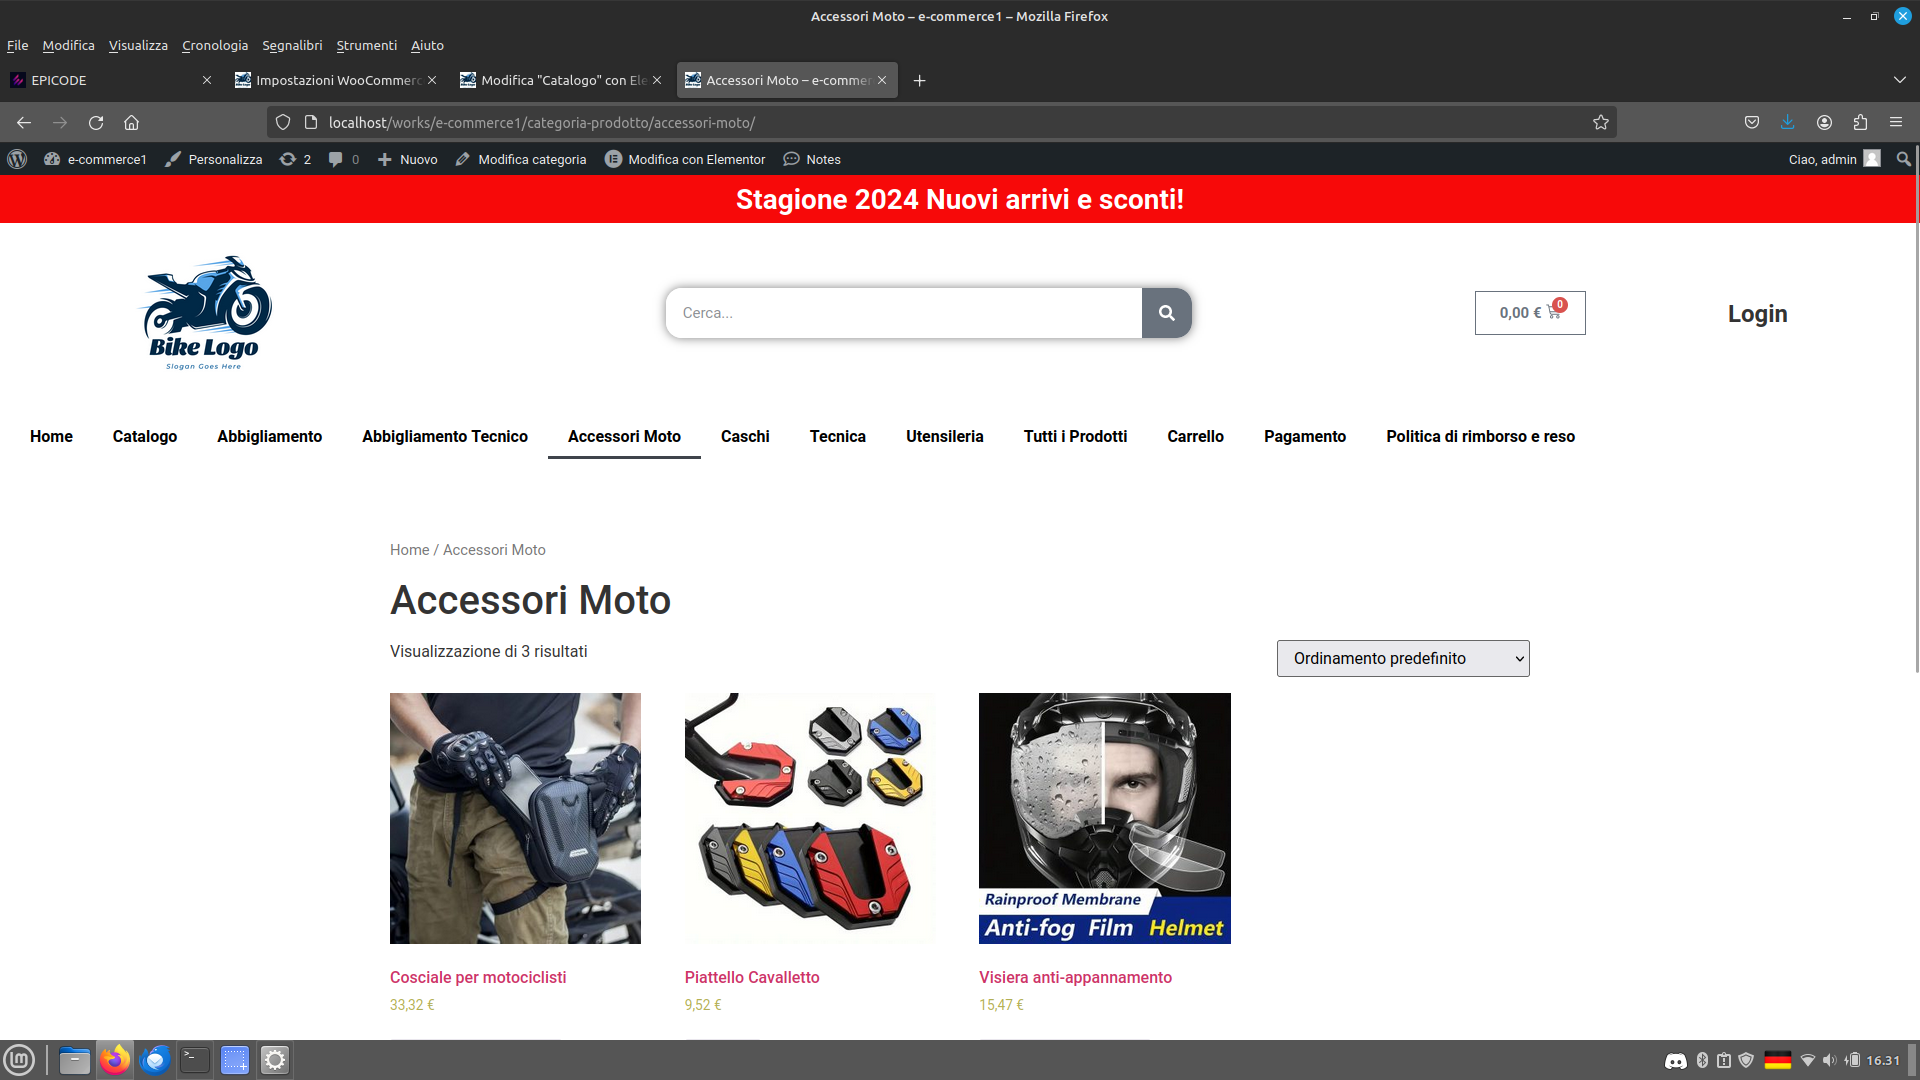 Accessori Moto – e-commerce1 – Mozilla Firefox
File Modifica Visualizza Cronologia Segnalibri Strumenti Aiuto
EPICODE Impostazioni WooCommerc Modifica "Catalogo" con Ele Accessori Moto – e-commer
localhost/works/e-commerce1/categoria-prodotto/accessori-moto/
e-commerce1 Personalizza 2 0 Nuovo Modifica categoria Modifica con Elementor Notes Ciao, admin
Stagione 2024 Nuovi arrivi e sconti!
Bike Logo
Slogan Goes Here
Cerca...
0,00 € 0
Login
Home Catalogo Abbigliamento Abbigliamento Tecnico Accessori Moto Caschi Tecnica Utensileria Tutti i Prodotti Carrello Pagamento Politica di rimborso e reso
Home / Accessori Moto
Accessori Moto
Visualizzazione di 3 risultati
Ordinamento predefinito
Rainproof Membrane
Anti-fog Film Helmet
Cosciale per motociclisti Piattello Cavalletto Visiera anti-appannamento
33,32 € 9,52 € 15,47 €
16.31